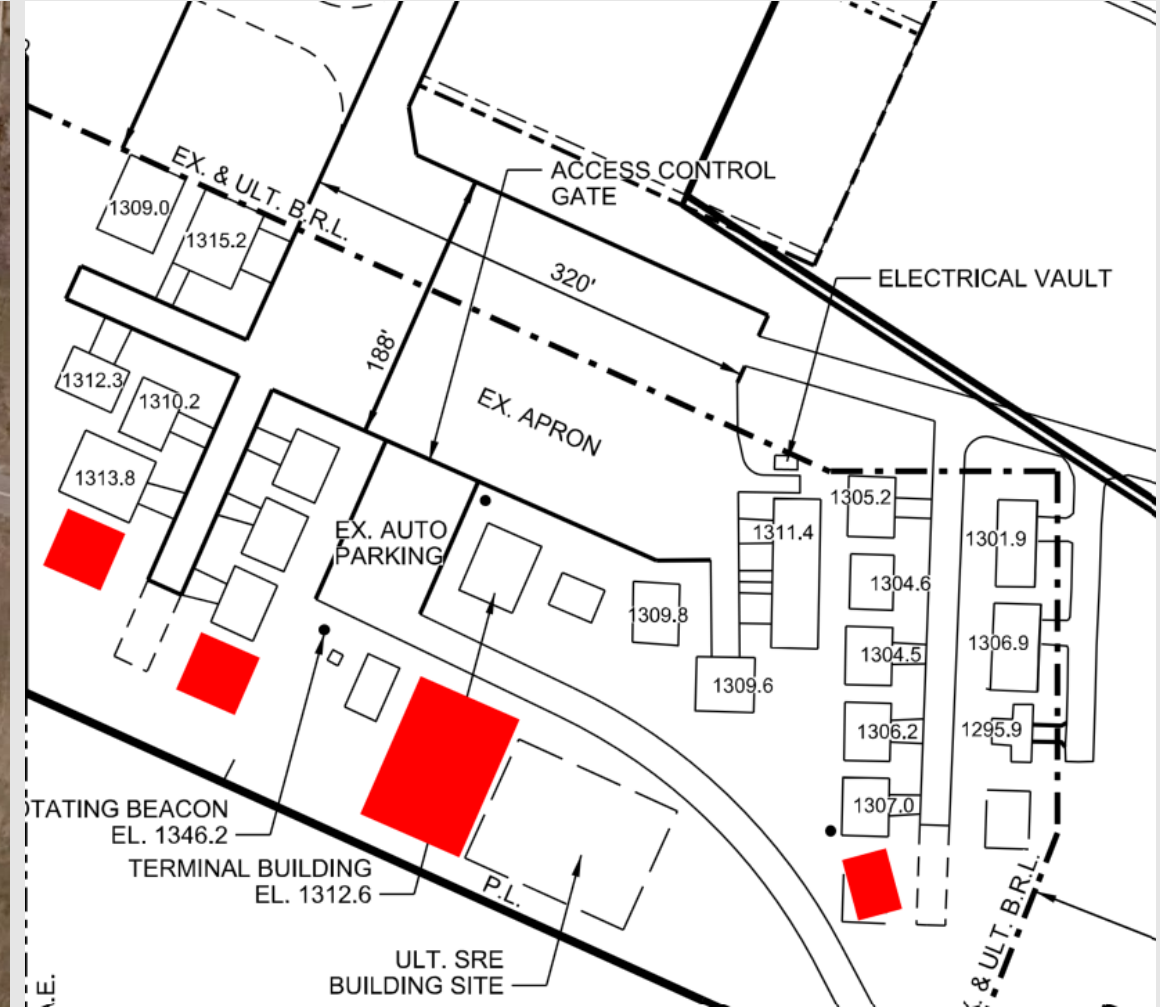 EX. & ULT. B.R.L.
ACCESS CONTROL
GATE
1309.0
1315.2
320'
ELECTRICAL VAULT
188'
1312.3
1310.2
EX. APRON
1313.8
1305.2
EX. AUTO
PARKING
1311.4
1301.9
1304.6
1309.8
1304.5
1306.9
1309.6
1306.2
1295.9
1307.0
OTATING BEACON
EL. 1346.2
TERMINAL BUILDING
EL. 1312.6
P.L.
ULT. SRE
BUILDING SITE
& ULT. B.R.L.
.E.